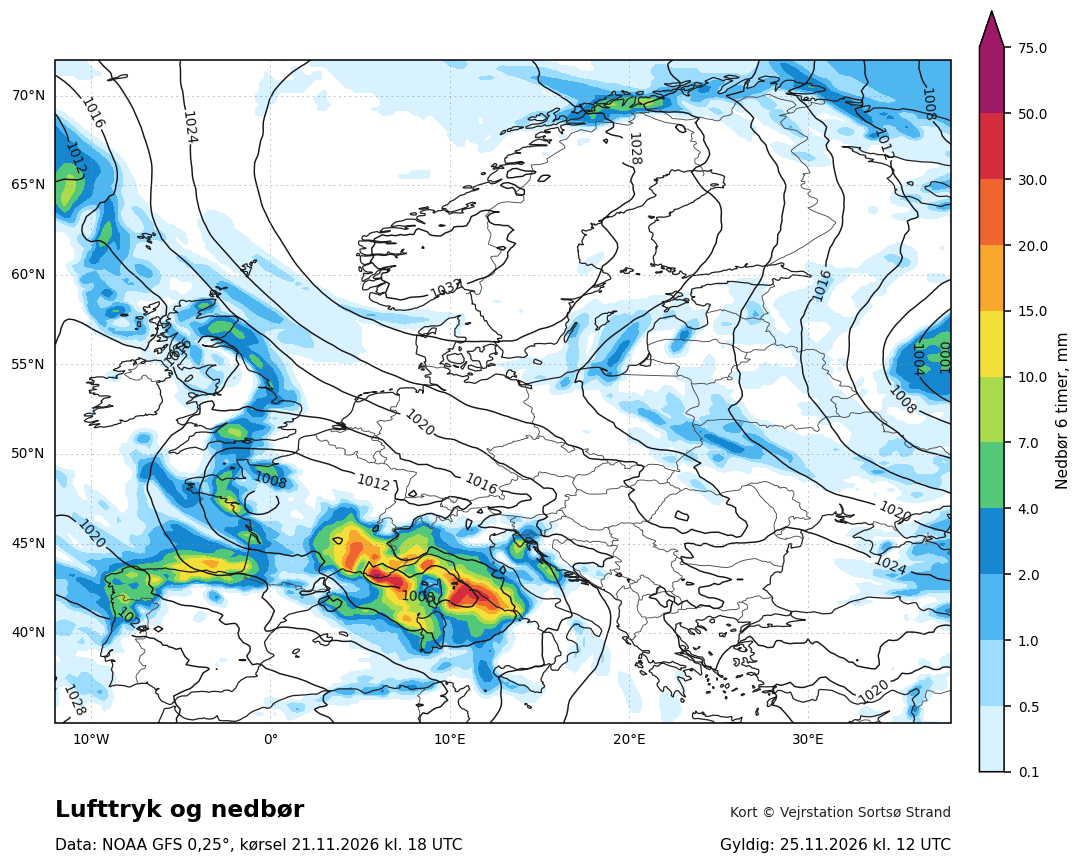 75.0
50.0
30.0
20.0
15.0
10.0
7.0
4.0
2.0
1.0
0.5
0.1
Nedbør 6 timer, mm
70°N
65°N
60°N
55°N
50°N
45°N
40°N
10°W
0°
10°E
20°E
30°E
1016
1024
1012
1028
1008
1012
1032
1016
1004
1000
1008
1020
1016
1012
1008
1020
1020
1024
1008
1028
1020
Lufttryk og nedbør
Kort © Vejrstation Sortsø Strand
Data: NOAA GFS 0,25°, kørsel 21.11.2026 kl. 18 UTC
Gyldig: 25.11.2026 kl. 12 UTC